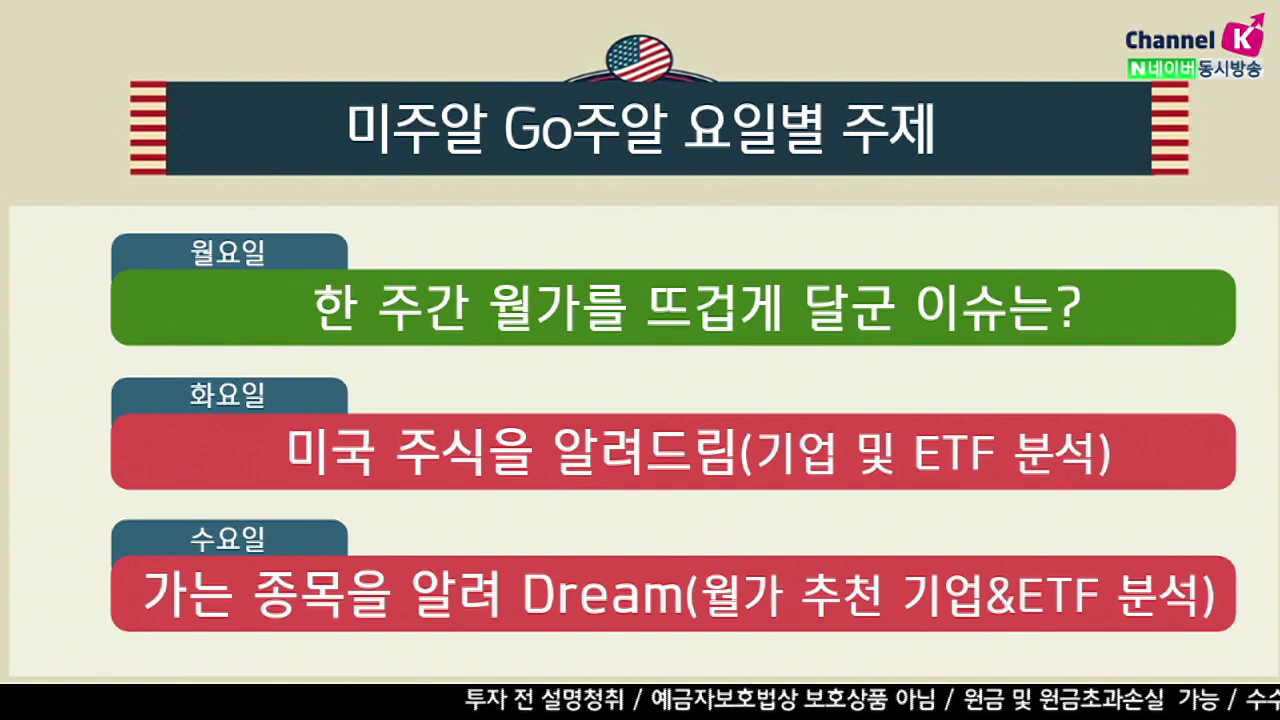 Channel K
N네이버 동시방송
미주알 Go주알 요일별 주제
월요일
한 주간 월가를 뜨겁게 달군 이슈는?
화요일
미국 주식을 알려드림(기업 및 ETF 분석)
수요일
가는 종목을 알려 Dream(월가 추천 기업&ETF 분석)
투자 전 설명청취 / 예금자보호법상 보호상품 아님 / 원금 및 원금초과손실 가능 / 수수